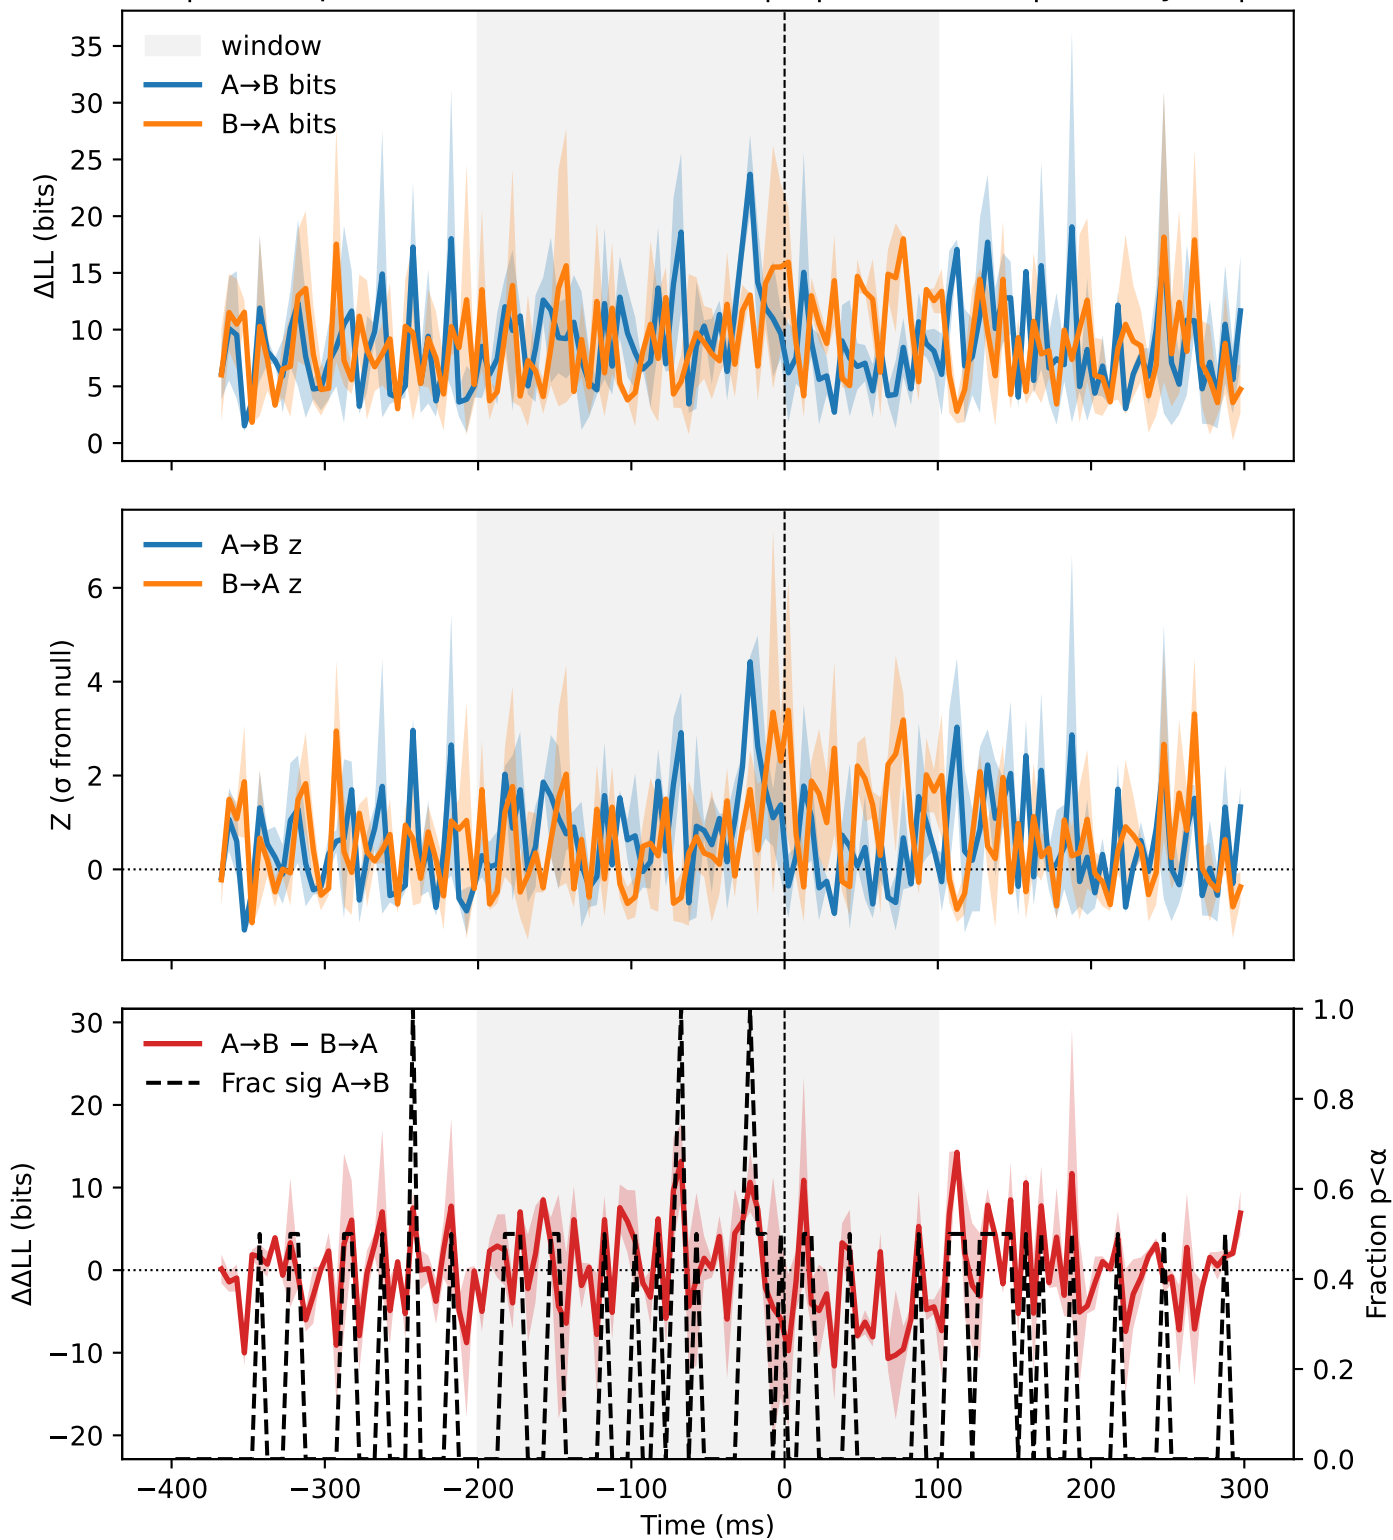 35
30
25
20
15
10
5
0
ΔLL (bits)
window
A→B bits
B→A bits
6
4
2
0
Z (σ from null)
A→B z
B→A z
30
20
10
0
−10
−20
ΔΔLL (bits)
A→B − B→A
Frac sig A→B
1.0
0.8
0.6
0.4
0.2
0.0
Fraction p<α
−400 −300 −200 −100 0 100 200 300
Time (ms)